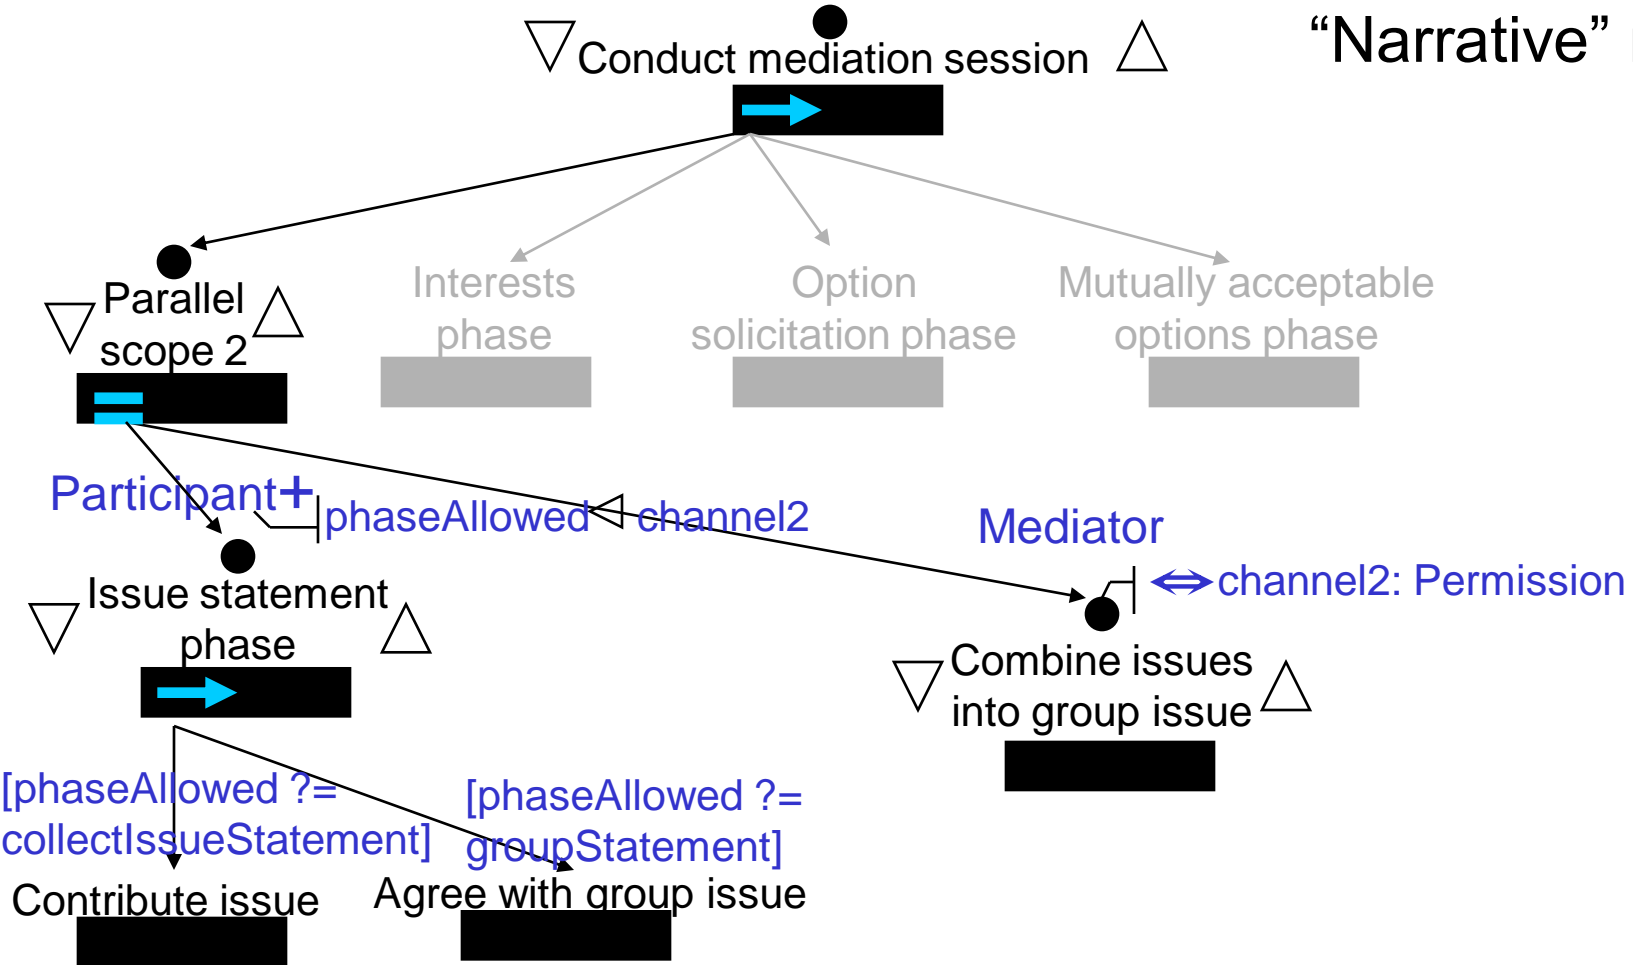 “Narrative”
Conduct mediation session
Parallel
scope 2
Interests
phase
Option
solicitation phase
Mutually acceptable
options phase
Participant+
phaseAllowed channel2
Mediator
channel2: Permission
Issue statement
phase
Combine issues
into group issue
[phaseAllowed ?=
collectIssueStatement]
[phaseAllowed ?=
groupStatement]
Contribute issue
Agree with group issue